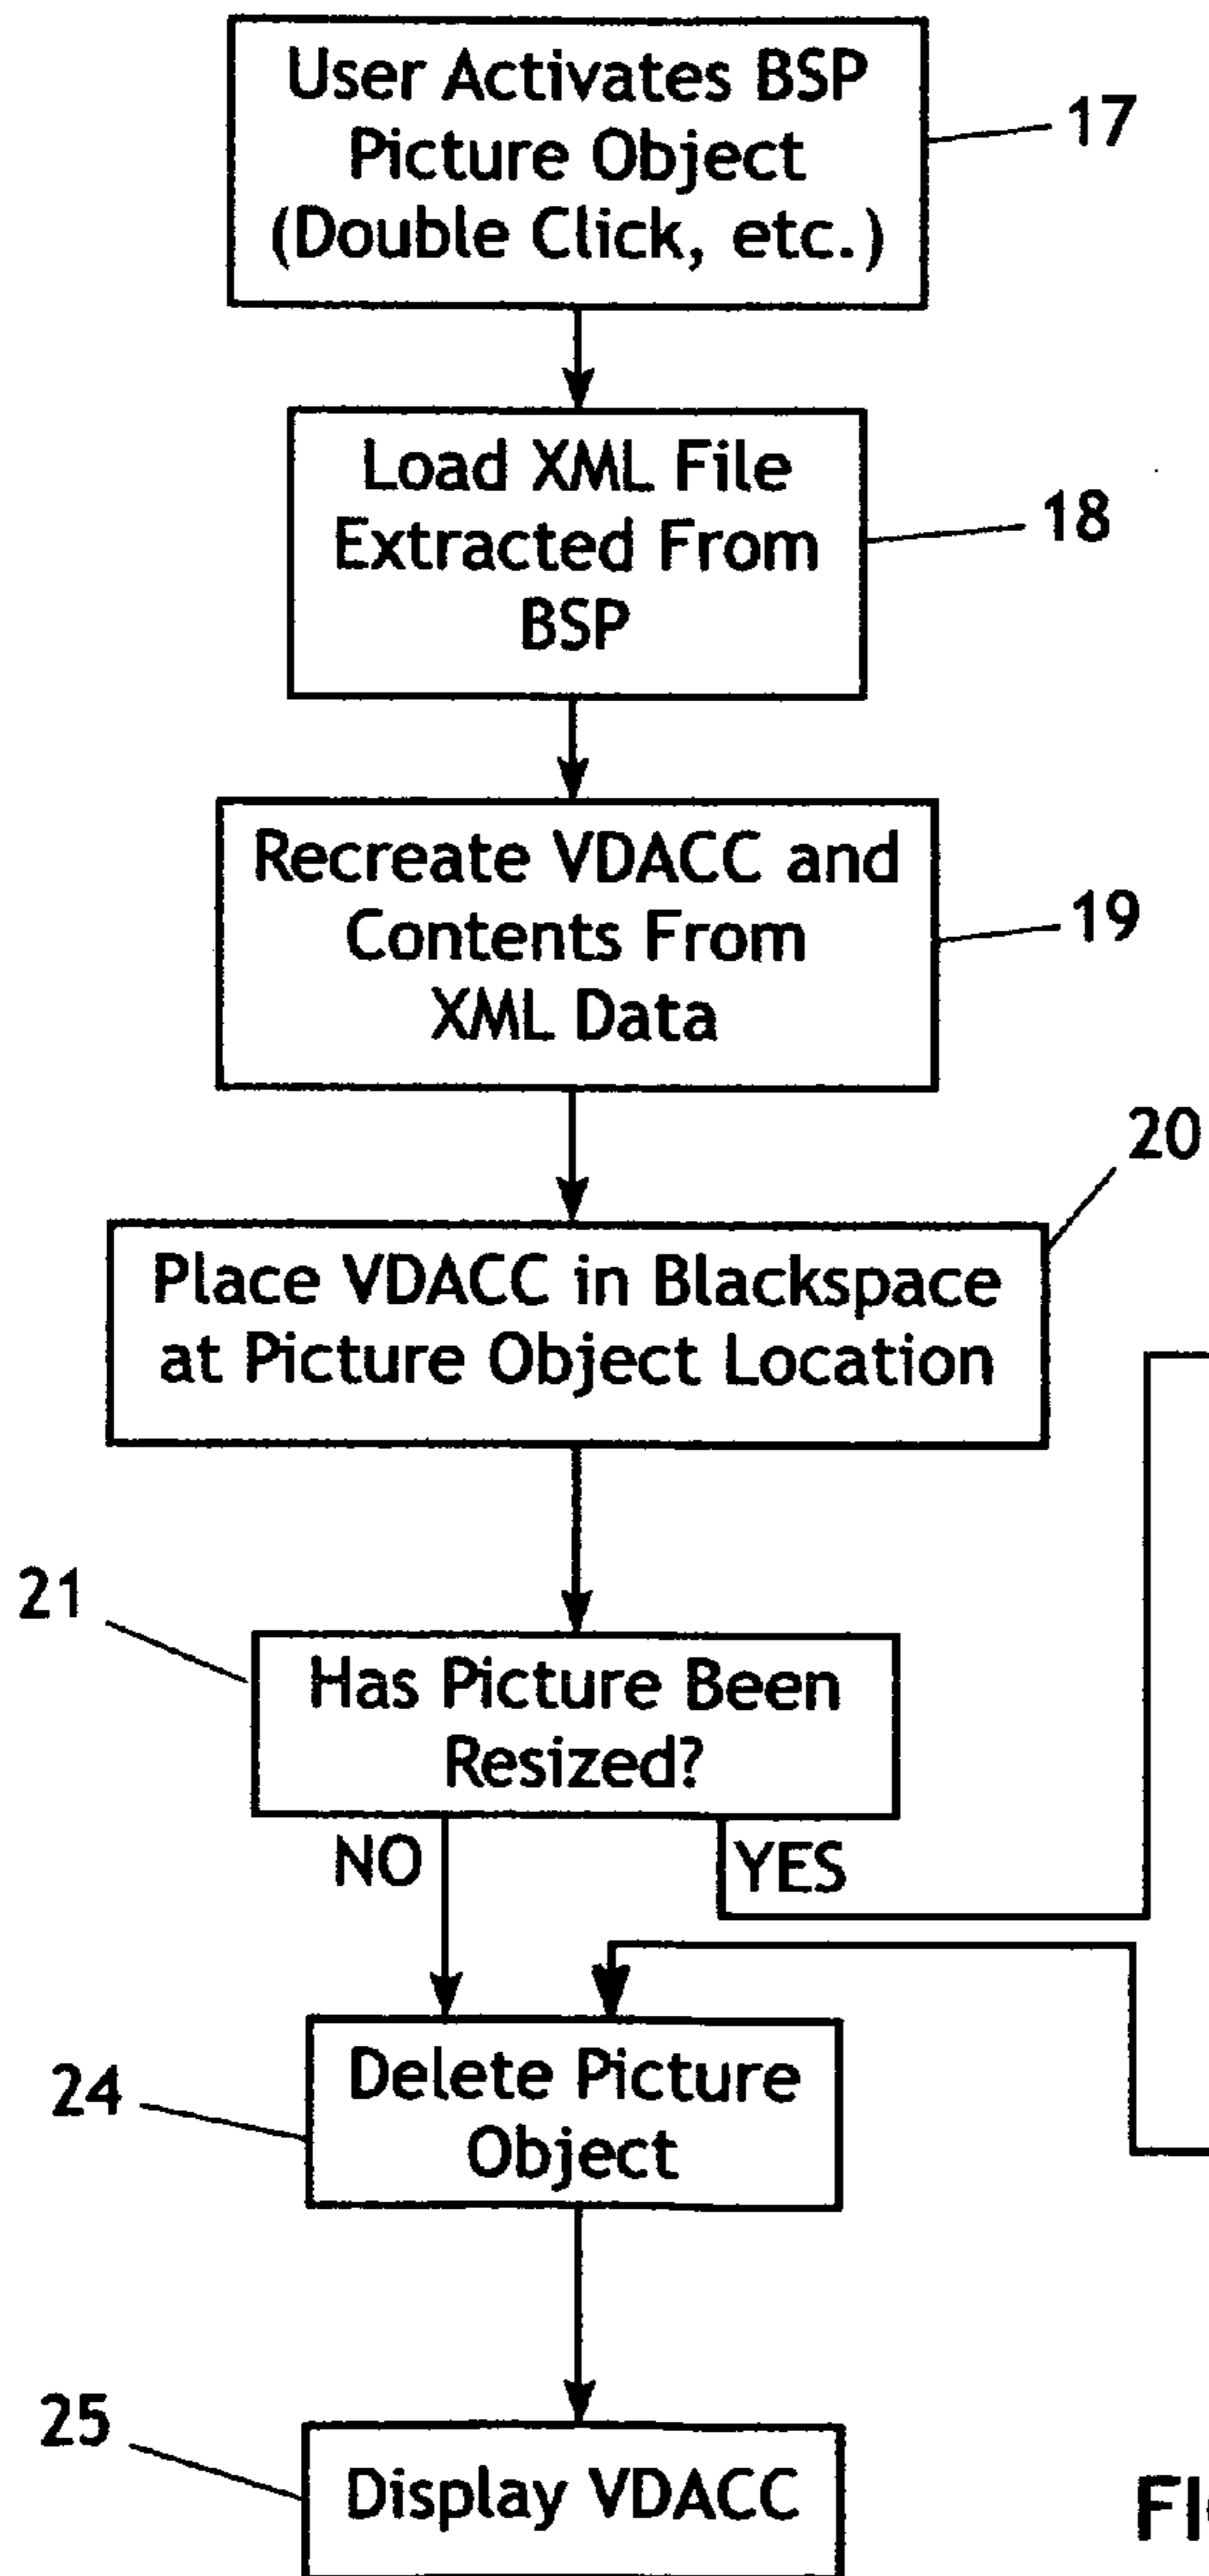 User Activates BSP
Picture Object
(Double Click, etc.)
17
Load XML File
Extracted From
BSP
18
Recreate VDACC and
Contents From
XML Data
19
20
Place VDACC in Blackspace
at Picture Object Location
21
Has Picture Been
Resized?
NO
YES
24
Delete Picture
Object
25
Display VDACC